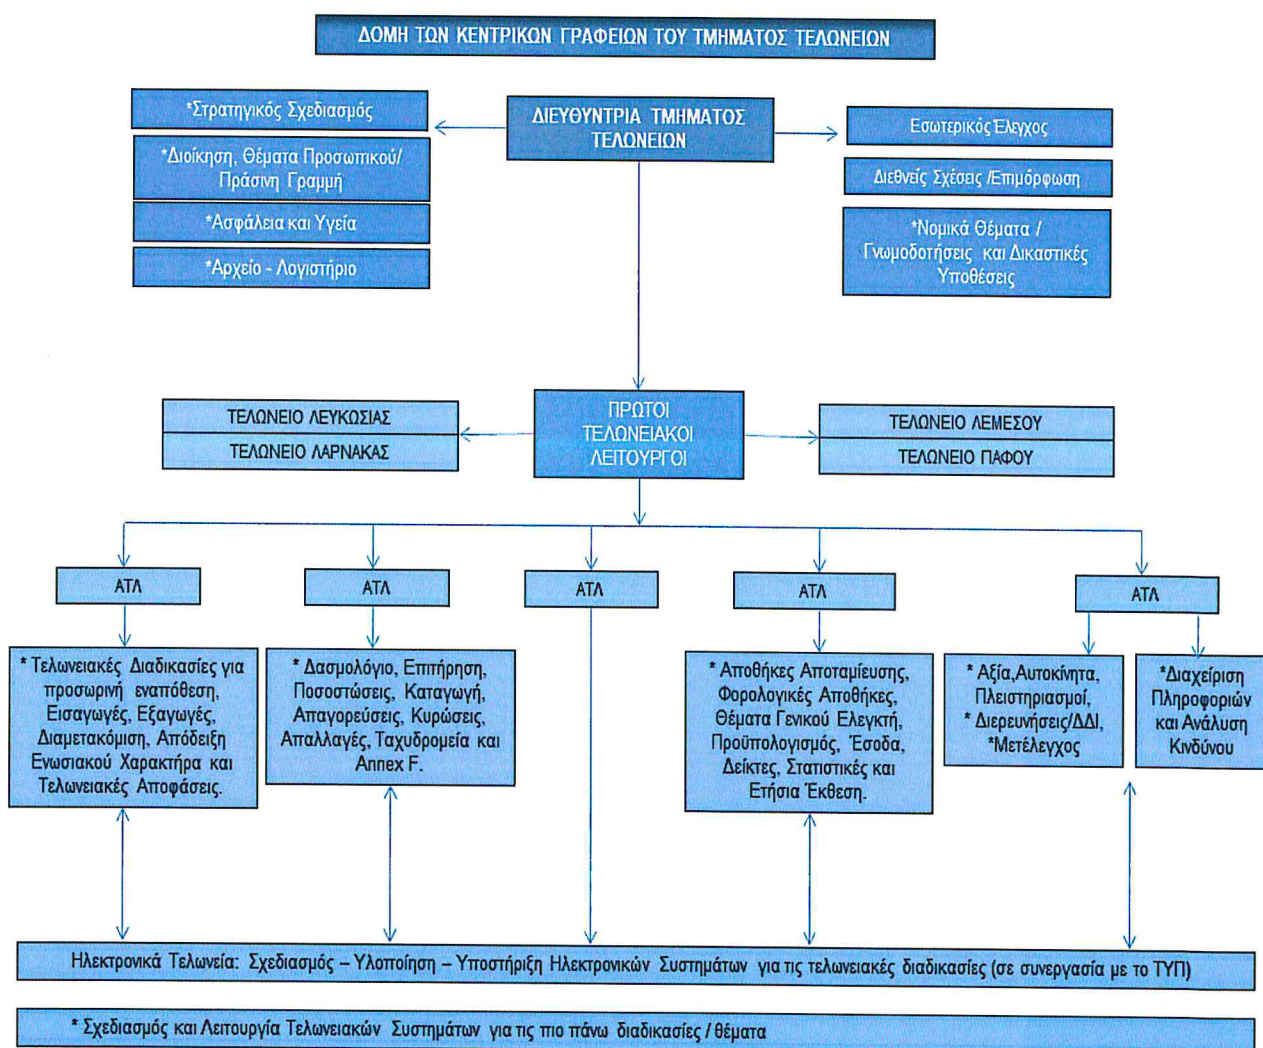 ΔΟΜΗ ΤΩΝ ΚΕΝΤΡΙΚΩΝ ΓΡΑΦΕΙΩΝ ΤΟΥ ΤΜΗΜΑΤΟΣ ΤΕΛΩΝΕΙΩΝ
*Στρατηγικός Σχεδιασμός
*Διοίκηση, Θέματα Προσωπικού/
Πράσινη Γραμμή
*Ασφάλεια και Υγεία
*Αρχείο - Λογιστήριο
ΔΙΕΥΘΥΝΤΡΙΑ ΤΜΗΜΑΤΟΣ
ΤΕΛΩΝΕΙΩΝ
Εσωτερικός Έλεγχος
Διεθνείς Σχέσεις /Επιμόρφωση
*Νομικά Θέματα /
Γνωμοδοτήσεις και Δικαστικές
Υποθέσεις
ΤΕΛΩΝΕΙΟ ΛΕΥΚΩΣΙΑΣ
ΤΕΛΩΝΕΙΟ ΛΑΡΝΑΚΑΣ
ΠΡΩΤΟΙ
ΤΕΛΩΝΕΙΑΚΟΙ
ΛΕΙΤΟΥΡΓΟΙ
ΤΕΛΩΝΕΙΟ ΛΕΜΕΣΟΥ
ΤΕΛΩΝΕΙΟ ΠΑΦΟΥ
ΑΤΛ
ΑΤΛ
ΑΤΛ
ΑΤΛ
ΑΤΛ
* Τελωνειακές Διαδικασίες για
προσωρινή εναπόθεση,
Εισαγωγές, Εξαγωγές,
Διαμετακόμιση, Απόδειξη
Ενωσιακού Χαρακτήρα και
Τελωνειακές Αποφάσεις.
* Δασμολόγιο, Επιτήρηση,
Ποσοστώσεις, Καταγωγή,
Απαγορεύσεις, Κυρώσεις,
Απαλλαγές, Ταχυδρομεία και
Annex F.
* Αποθήκες Αποταμίευσης,
Φορολογικές Αποθήκες,
Θέματα Γενικού Ελεγκτή,
Προϋπολογισμός, Έσοδα,
Δείκτες, Στατιστικές και
Ετήσια Έκθεση.
* Αξία,Αυτοκίνητα,
Πλειστηριασμοί,
* Διερευνήσεις/ΔΔΙ,
*Μετέλεγχος
*Διαχείριση
Πληροφοριών
και Ανάλυση
Κινδύνου
Ηλεκτρονικά Τελωνεία: Σχεδιασμός – Υλοποίηση – Υποστήριξη Ηλεκτρονικών Συστημάτων για τις τελωνειακές διαδικασίες (σε συνεργασία με το ΤΥΠ)
* Σχεδιασμός και Λειτουργία Τελωνειακών Συστημάτων για τις πιο πάνω διαδικασίες / θέματα